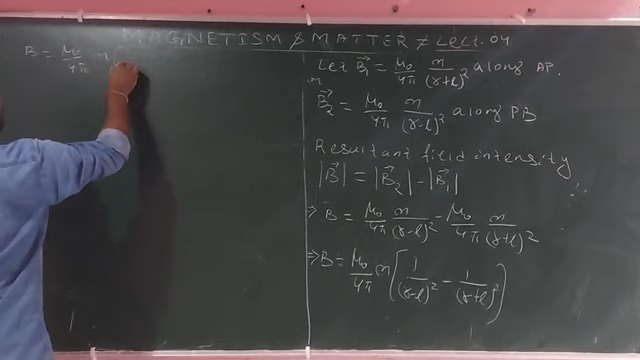 MAGNETISM & MATTER ≠ Lect. 04
Let B⃗₁ = μ₀/4π m/(r+l)² along AP.
B⃗₂ = μ₀/4π m/(r-l)² along PB
Resultant field intensity
|B⃗| = |B⃗₂| - |B⃗₁|
⇒ B = μ₀/4π m/(r-l)² - μ₀/4π m/(r+l)²
⇒ B = μ₀/4π m[1/(r-l)² - 1/(r+l)²]
B = μ₀/4π m